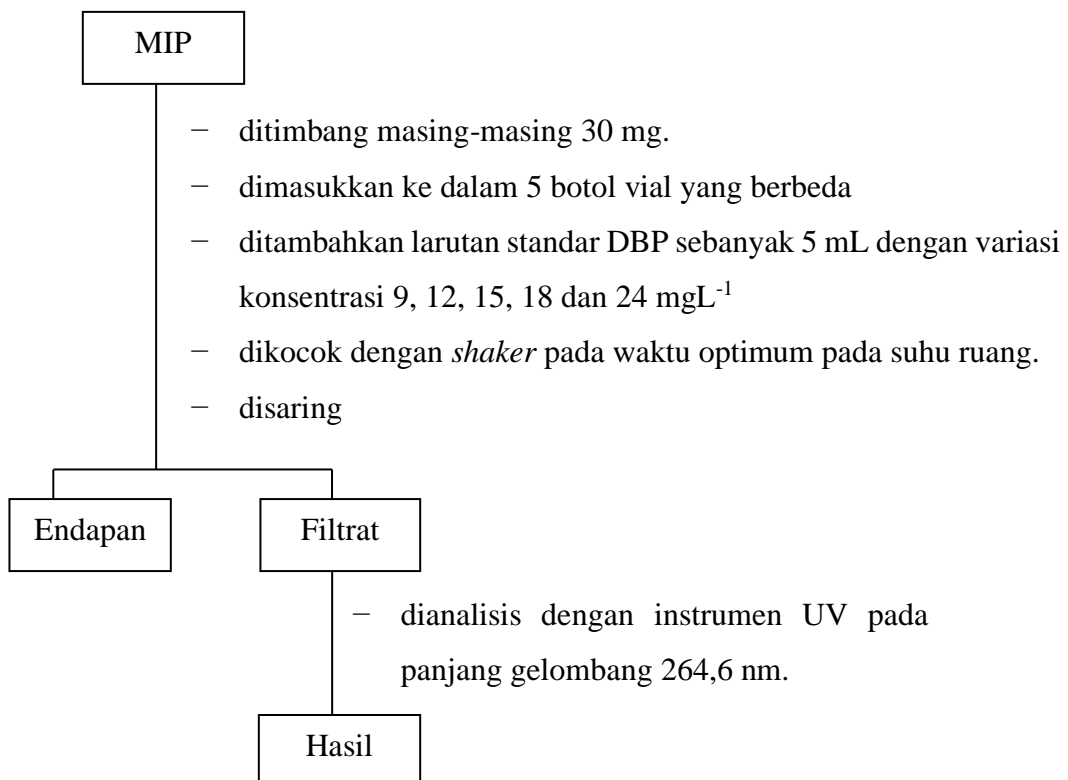 MIP
− ditimbang masing-masing 30 mg.
− dimasukkan ke dalam 5 botol vial yang berbeda
− ditambahkan larutan standar DBP sebanyak 5 mL dengan variasi
konsentrasi 9, 12, 15, 18 dan 24 mgL⁻¹
− dikocok dengan shaker pada waktu optimum pada suhu ruang.
− disaring
Endapan
Filtrat
− dianalisis dengan instrumen UV pada
panjang gelombang 264,6 nm.
Hasil